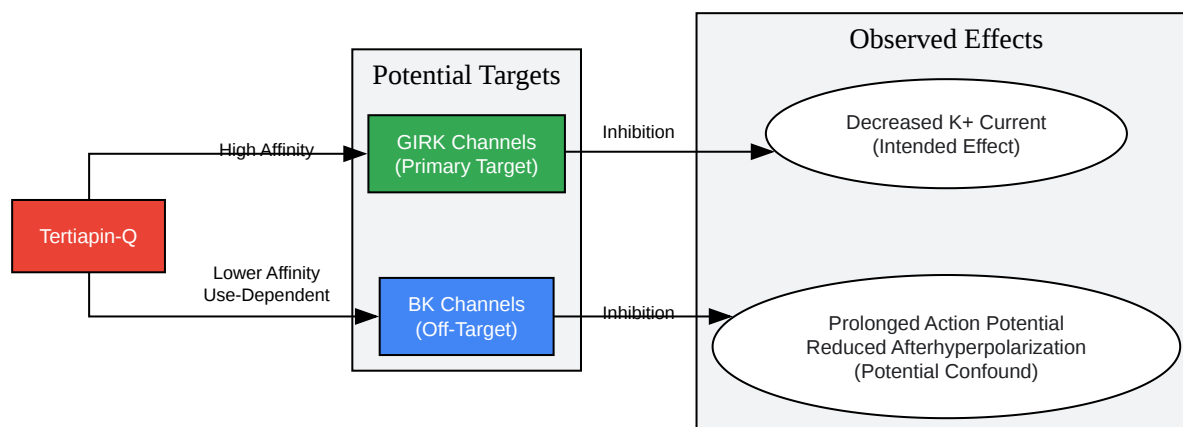 Observed Effects
Potential Targets
Decreased K+ Current
(Intended Effect)
GIRK Channels
(Primary Target)
Inhibition
High Affinity
Tertiapin-Q
Lower Affinity
Use-Dependent
BK Channels
(Off-Target)
Inhibition
Prolonged Action Potential
Reduced Afterhyperpolarization
(Potential Confound)